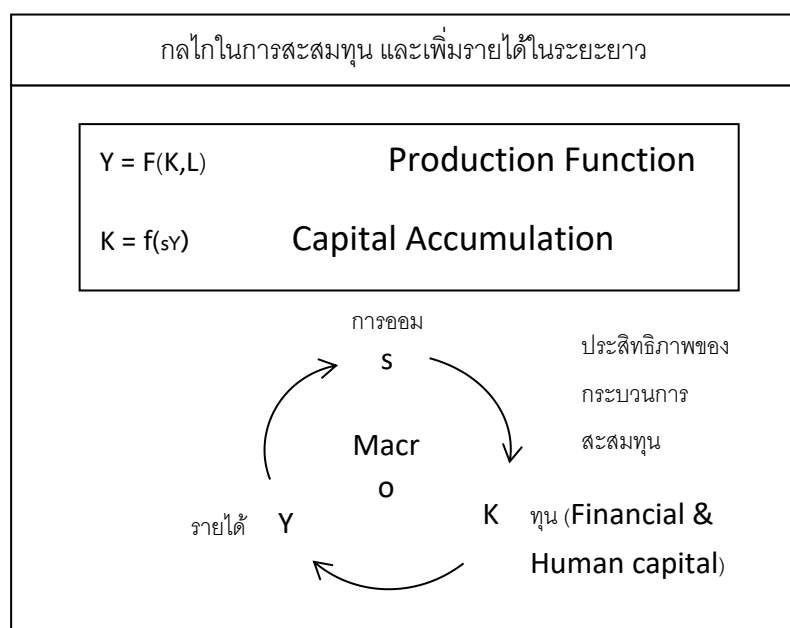 กลไกในการสะสมทุน และเพิ่มรายได้ในระยะยาว
Y = F(K,L) Production Function
K = f(sY) Capital Accumulation
การออม
s
ประสิทธิภาพของ
กระบวนการ
สะสมทุน
Macr
o
รายได้ Y
K ทุน (Financial &
Human capital)